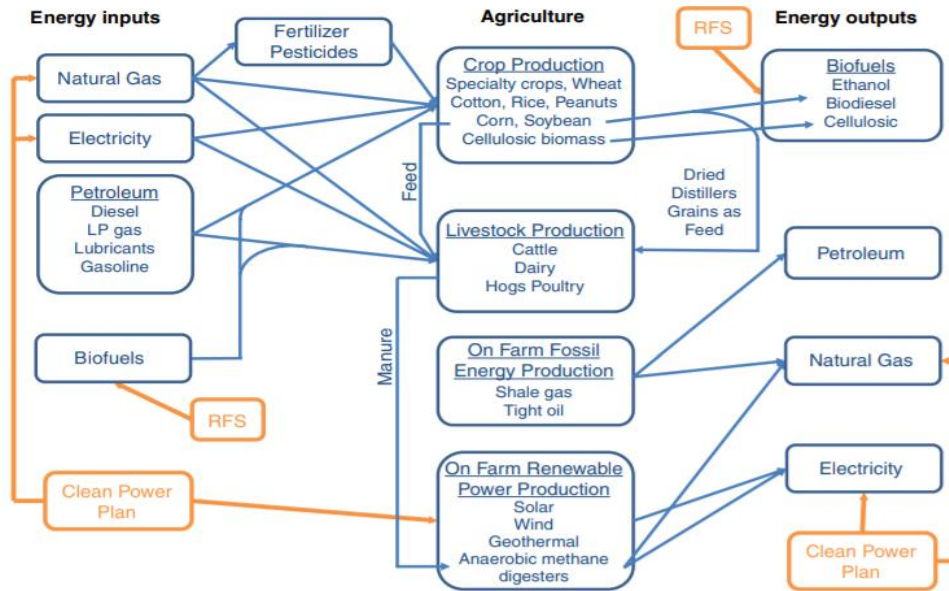 Energy inputs
Agriculture
Energy outputs
Natural Gas
Electricity
Petroleum
Diesel
LP gas
Lubricants
Gasoline
Biofuels
RFS
Clean Power
Plan
Fertilizer
Pesticides
Crop Production
Specialty crops, Wheat
Cotton, Rice, Peanuts
Corn, Soybean
Cellulosic biomass
Feed
Livestock Production
Cattle
Dairy
Hogs Poultry
Manure
On Farm Fossil
Energy Production
Shale gas
Tight oil
On Farm Renewable
Power Production
Solar
Wind
Geothermal
Anaerobic methane
digesters
RFS
Biofuels
Ethanol
Biodiesel
Cellulosic
Dried
Distillers
Grains as
Feed
Petroleum
Natural Gas
Electricity
Clean Power
Plan